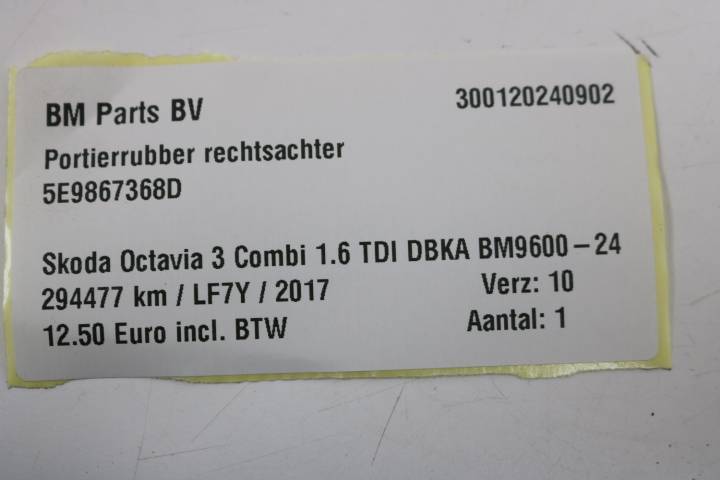 BM Parts BV 300120240902
Portierrubber rechtsachter
5E9867368D
Skoda Octavia 3 Combi 1.6 TDI DBKA BM9600-24
294477 km / LF7Y / 2017 Verz: 10
12.50 Euro incl. BTW Aantal: 1